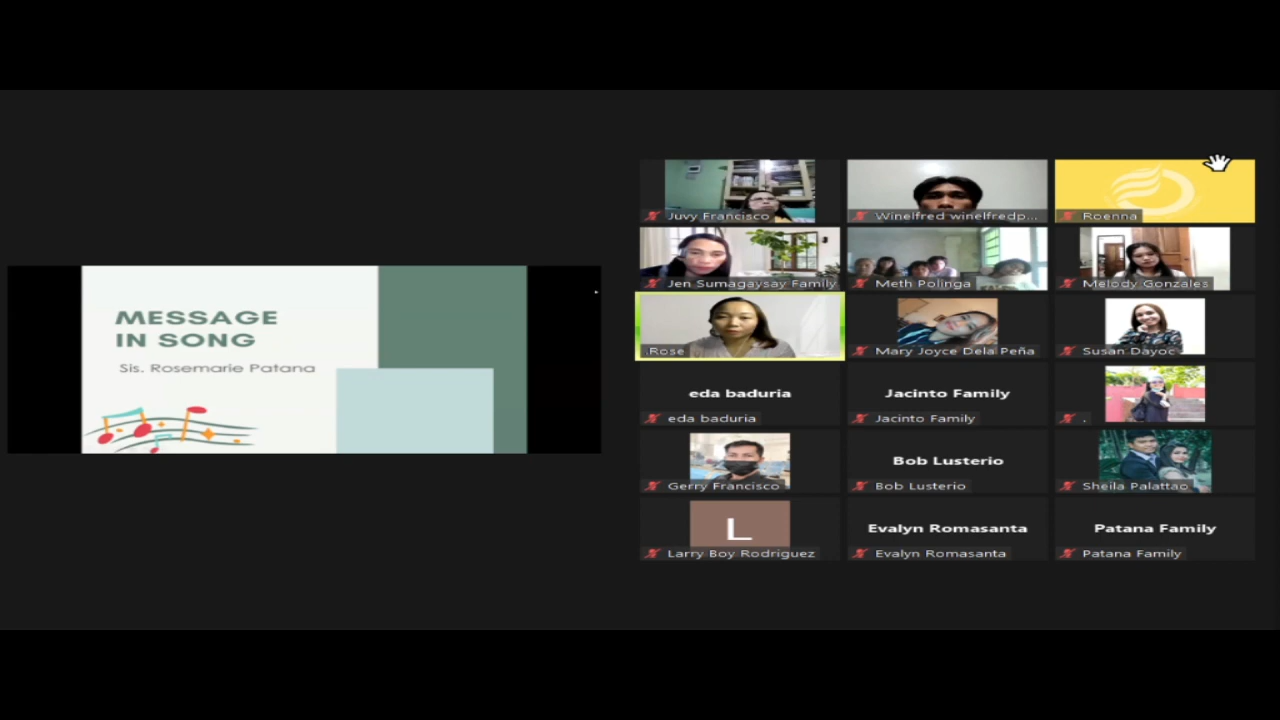 MESSAGE
IN SONG
Sis. Rosemarie Patana
Juvy Francisco
Winelfred winelfredp...
Roenna
Jen Sumagaysay Family
Meth Polinga
Melody Gonzales
.Rose
Mary Joyce Dela Peña
Susan Dayoc
eda baduria
eda baduria
Jacinto Family
Jacinto Family
.
Gerry Francisco
Bob Lusterio
Bob Lusterio
Sheila Palattao
L
Larry Boy Rodriguez
Evalyn Romasanta
Evalyn Romasanta
Patana Family
Patana Family